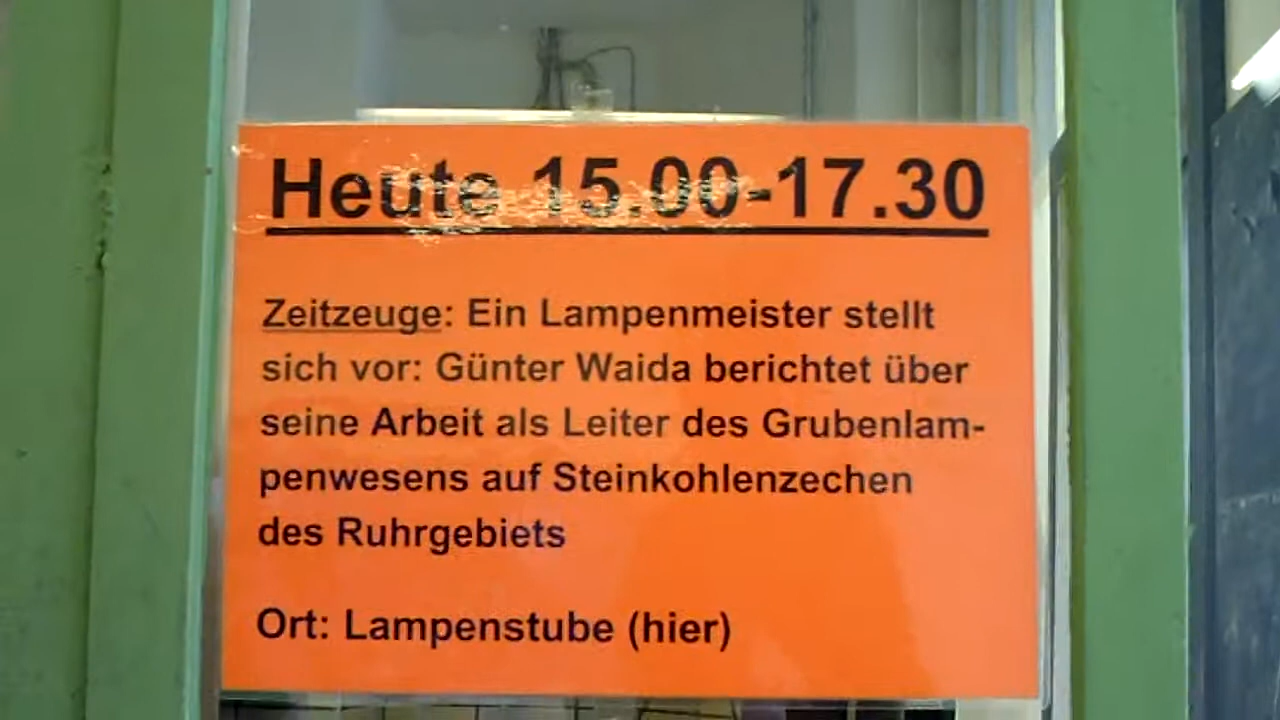 Heute 15.00-17.30
Zeitzeuge: Ein Lampenmeister stellt
sich vor: Günter Waida berichtet über
seine Arbeit als Leiter des Grubenlam-
penwesens auf Steinkohlenzechen
des Ruhrgebiets
Ort: Lampenstube (hier)